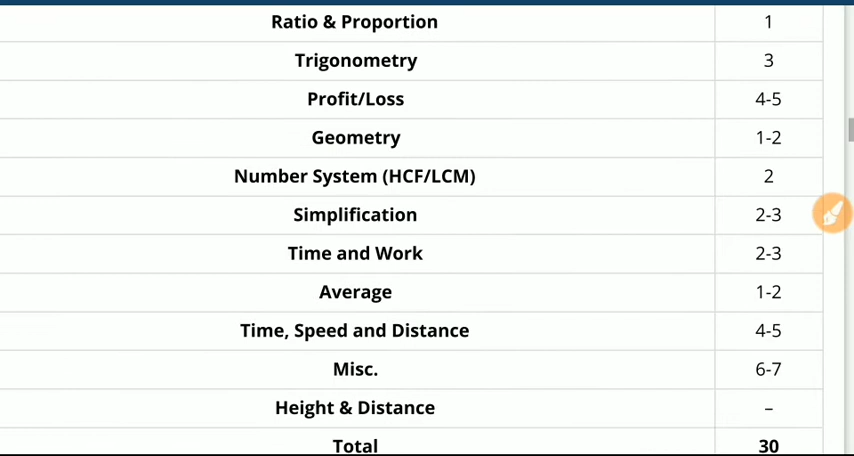 Ratio & Proportion 1
Trigonometry 3
Profit/Loss 4-5
Geometry 1-2
Number System (HCF/LCM) 2
Simplification 2-3
Time and Work 2-3
Average 1-2
Time, Speed and Distance 4-5
Misc. 6-7
Height & Distance –
Total 30